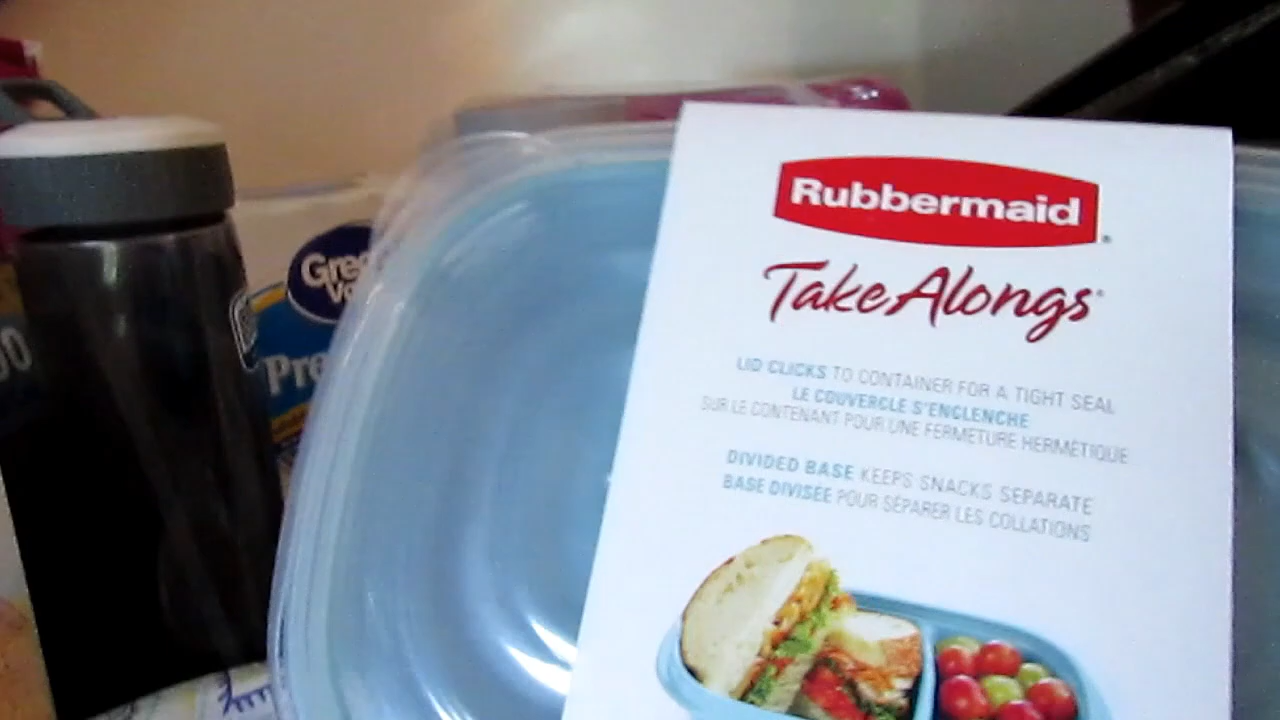 Rubbermaid
TakeAlongs
LID CLICKS TO CONTAINER FOR A TIGHT SEAL
LE COUVERCLE S'ENCLENCHE
SUR LE CONTENANT POUR UNE FERMETURE HERMÉTIQUE
DIVIDED BASE KEEPS SNACKS SEPARATE
BASE DIVISÉE POUR SÉPARER LES COLLATIONS